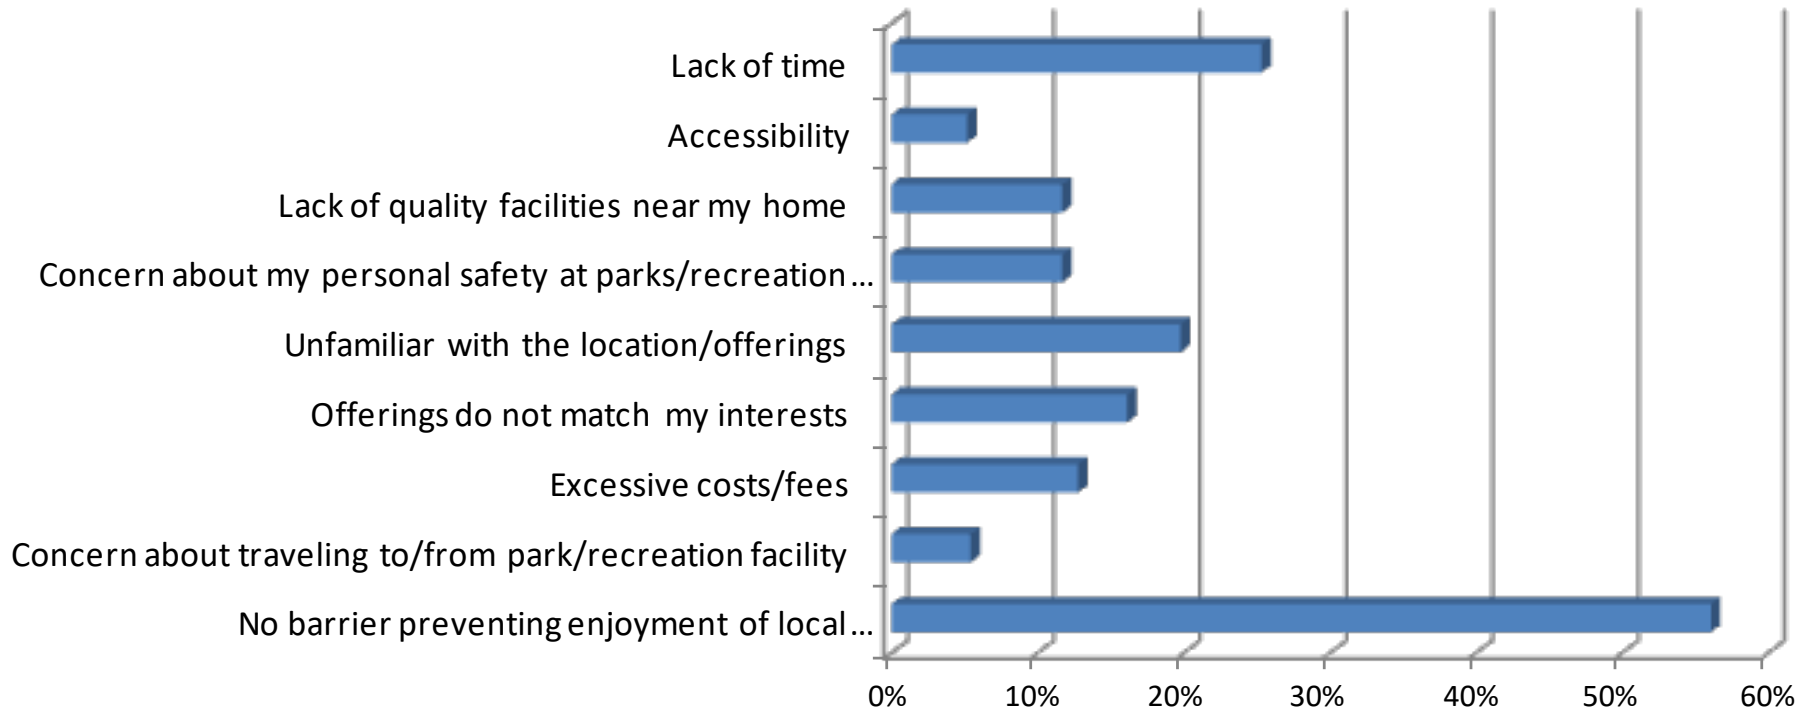 Lack of time
Accessibility
Lack of quality facilities near my home
Concern about my personal safety at parks/recreation ...
Unfamiliar with the location/offerings
Offerings do not match my interests
Excessive costs/fees
Concern about traveling to/from park/recreation facility
No barrier preventing enjoyment of local ...
0% 10% 20% 30% 40% 50% 60%